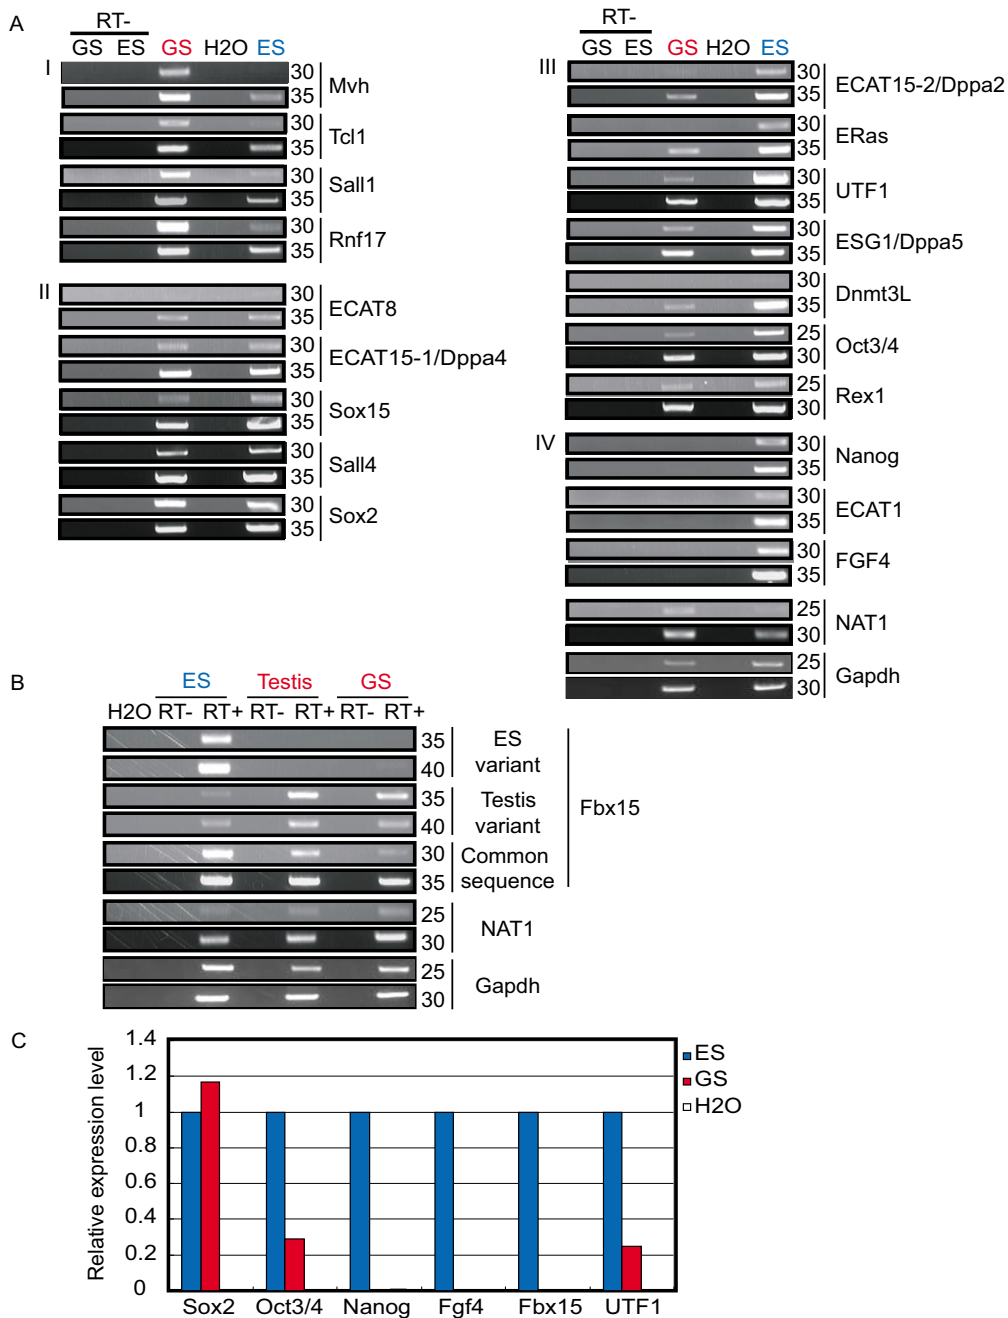 A
RT-
GS ES GS H2O ES
I
30
35
Mvh
30
35
Tcl1
30
35
Sall1
30
35
Rnf17
II
30
35
ECAT8
30
35
ECAT15-1/Dppa4
30
35
Sox15
30
35
Sall4
30
35
Sox2
RT-
GS ES GS H2O ES
III
30
35
ECAT15-2/Dppa2
30
35
ERas
30
35
UTF1
30
35
ESG1/Dppa5
30
35
Dnmt3L
25
30
Oct3/4
25
30
Rex1
IV
30
35
Nanog
30
35
ECAT1
30
35
FGF4
25
30
NAT1
25
30
Gapdh
B
ES Testis GS
H2O RT- RT+ RT- RT+ RT- RT+
35
40
ES
variant
35
40
Testis
variant
30
35
Common
sequence
Fbx15
25
30
NAT1
25
30
Gapdh
C
Relative expression level
1.4
1.2
1
0.8
0.6
0.4
0.2
0
Sox2 Oct3/4 Nanog Fgf4 Fbx15 UTF1
ES
GS
H2O